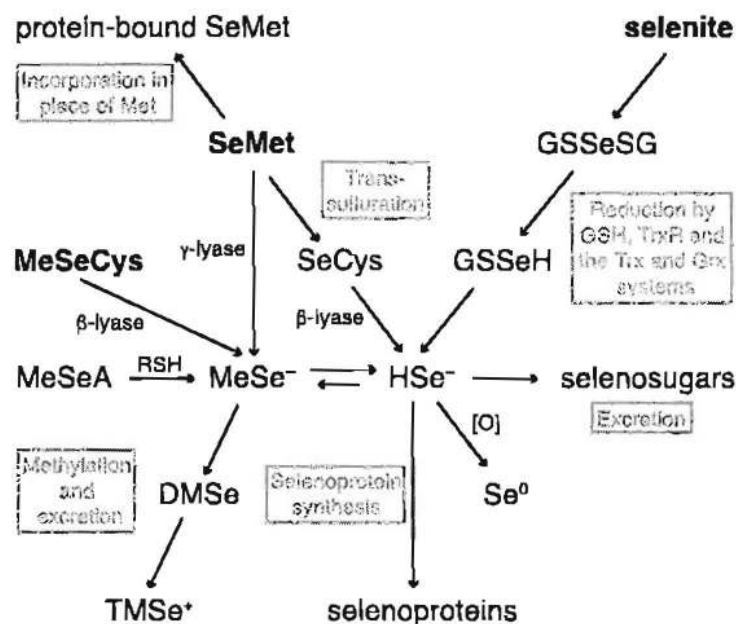 protein-bound SeMet
selenite
Incorporation in
place of Met
SeMet
GSSeSG
Trans-
sulfuration
Reduction by
GSH, TrxR and
the Trx and Grx
systems
MeSeCys
γ-lyase
SeCys
GSSeH
β-lyase
β-lyase
MeSeA
RSH
MeSe⁻
HSe⁻
selenosugars
Excretion
[O]
Methylation
and
excretion
DMSe
Selenoprotein
synthesis
Se⁰
TMSe⁺
selenoproteins